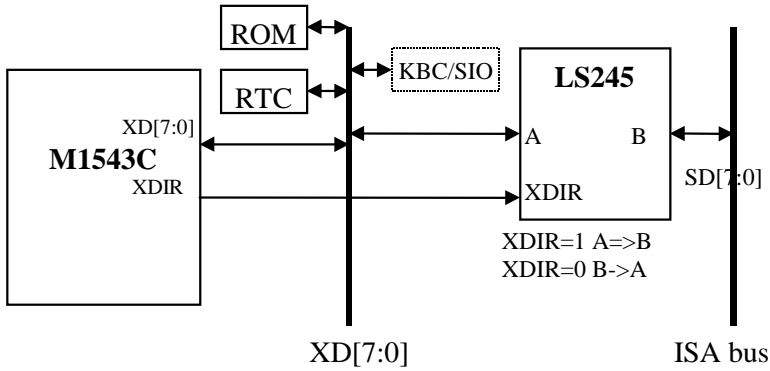 ROM
KBC/SIO
LS245
RTC
XD[7:0]
M1543C
A
B
XDIR
SD[7:0]
XDIR
XDIR=1 A=>B
XDIR=0 B->A
XD[7:0]
ISA bus